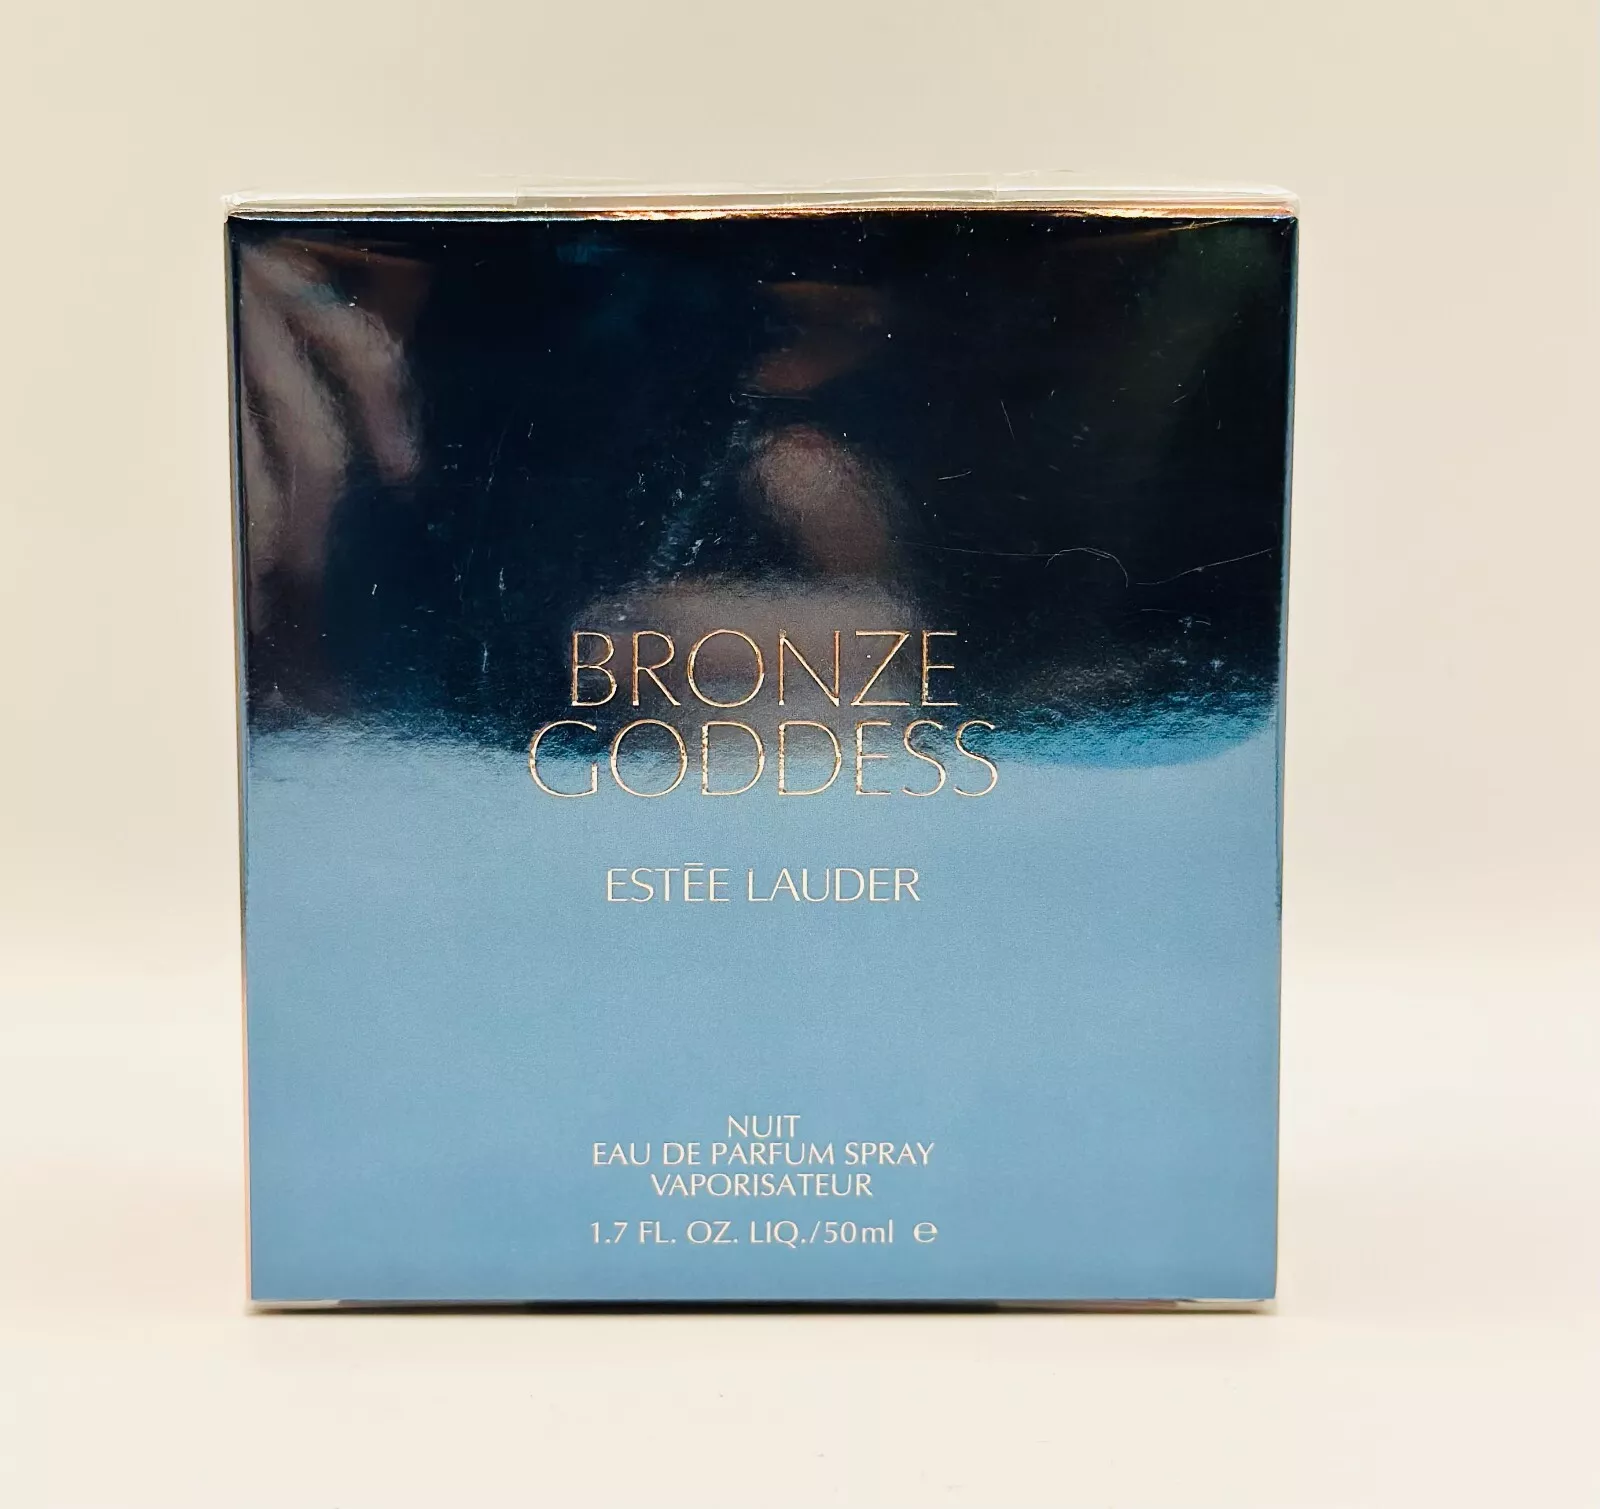 BRONZE
GODDESS
ESTĒE LAUDER
NUIT
EAU DE PARFUM SPRAY
VAPORISATEUR
1.7 FL. OZ. LIQ./50ml ℮